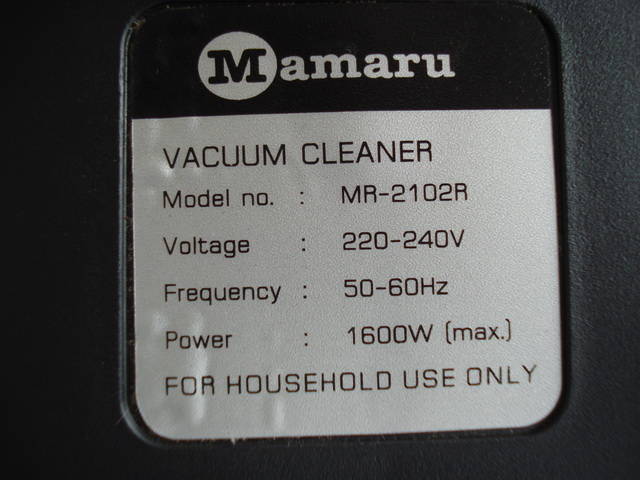 Mamaru
VACUUM CLEANER
Model no. : MR-2102R
Voltage : 220-240V
Frequency : 50-60Hz
Power : 1600W (max.)
FOR HOUSEHOLD USE ONLY